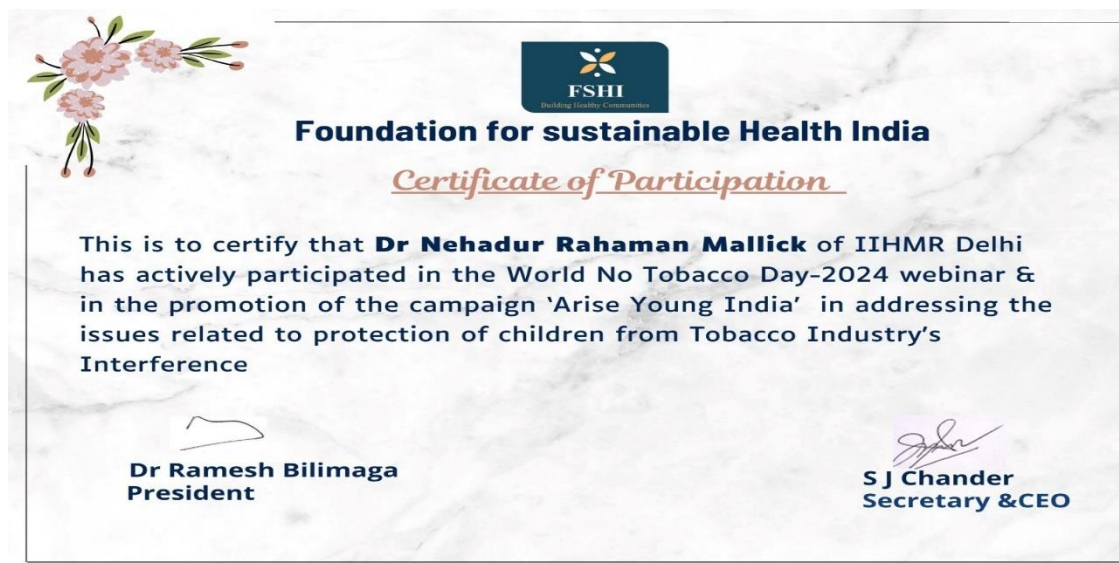 FSHI
Building Healthy Communities
Foundation for sustainable Health India
Certificate of Participation
This is to certify that Dr Nehadur Rahaman Mallick of IIHMR Delhi
has actively participated in the World No Tobacco Day-2024 webinar &
in the promotion of the campaign ‘Arise Young India’ in addressing the
issues related to protection of children from Tobacco Industry’s
Interference
Dr Ramesh Bilimaga
President
S J Chander
Secretary &CEO